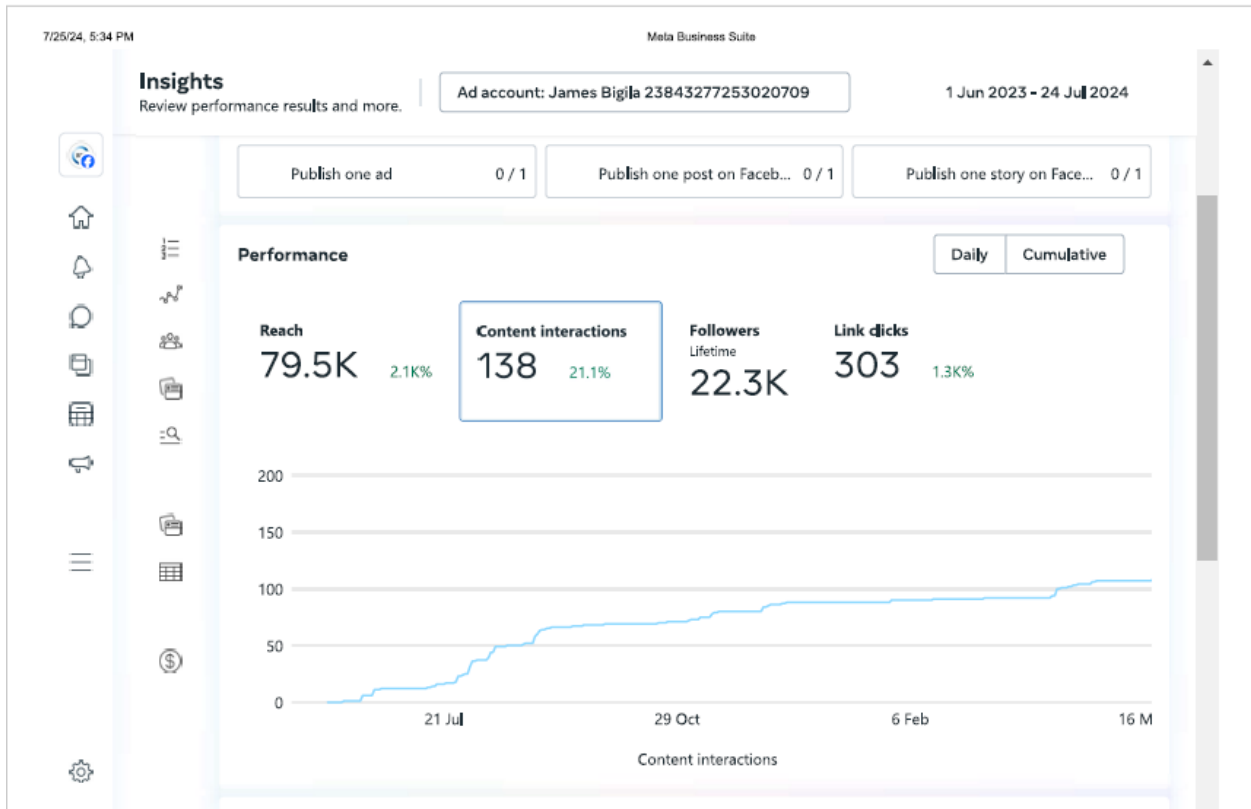 7/25/24, 5:34 PM
Meta Business Suite
Insights
Review performance results and more.
Ad account: James Bigila 23843277253020709
1 Jun 2023 - 24 Jul 2024
Publish one ad 0 / 1
Publish one post on Faceb... 0 / 1
Publish one story on Face... 0 / 1
Performance
Daily
Cumulative
Reach
79.5K 2.1K%
Content interactions
138 21.1%
Followers
Lifetime
22.3K
Link clicks
303 1.3K%
200
150
100
50
0
21 Jul
29 Oct
6 Feb
16 M
Content interactions